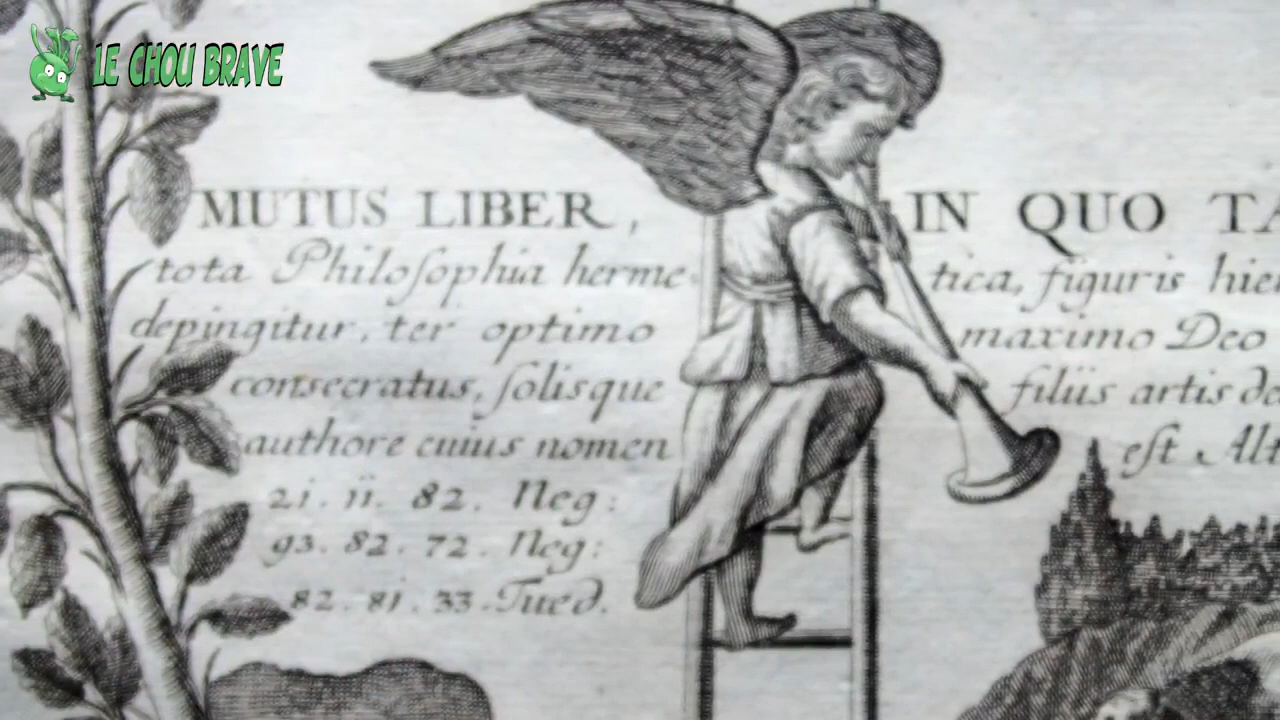 LE CHOU BRAVE
MUTUS LIBER, IN QUO TA
tota Philosophia herme tica, figuris hier
depingitur, ter optimo maximo Deo
consecratus, solisque filiis artis de
authore cuius nomen est Alt
21. 11. 82. Neg:
93. 82. 72. Neg:
82. 81. 33. Tued.